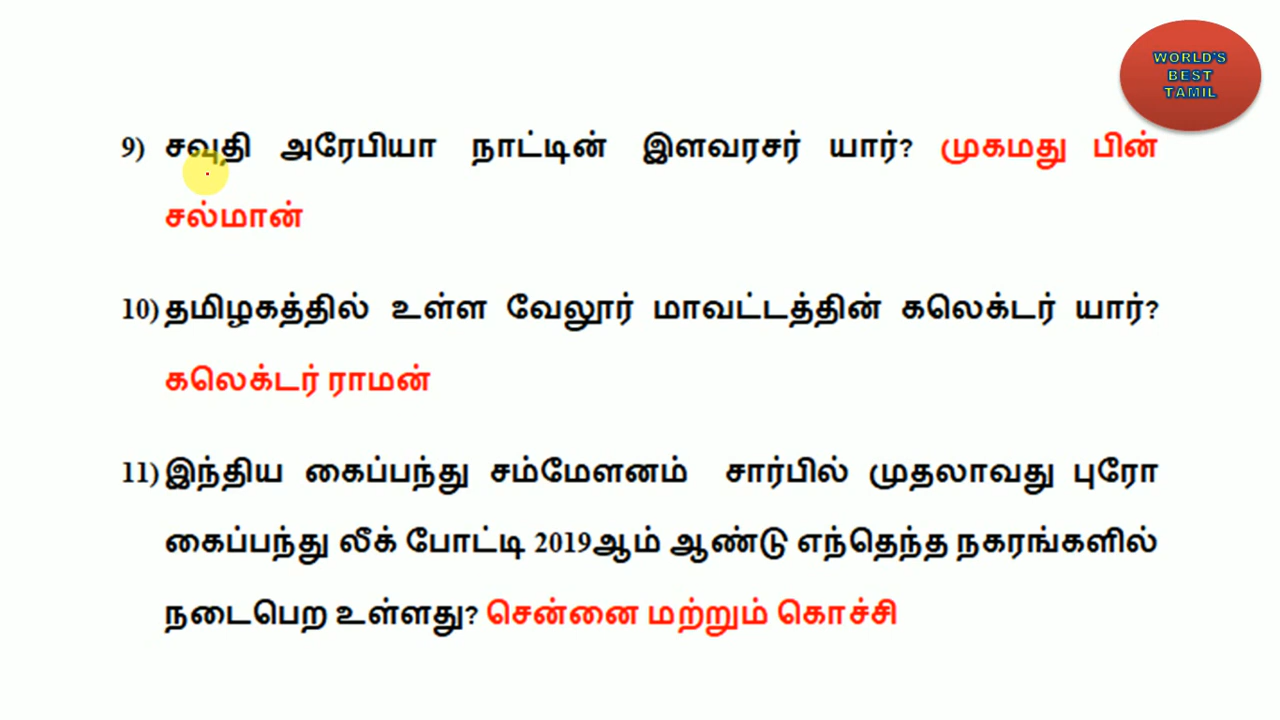 WORLD'S
BEST
TAMIL
9) சவுதி அரேபியா நாட்டின் இளவரசர் யார்? முகமது பின்
சல்மான்
10) தமிழகத்தில் உள்ள வேலூர் மாவட்டத்தின் கலெக்டர் யார்?
கலெக்டர் ராமன்
11) இந்திய கைப்பந்து சம்மேளனம் சார்பில் முதலாவது புரோ
கைப்பந்து லீக் போட்டி 2019ஆம் ஆண்டு எந்தெந்த நகரங்களில்
நடைபெற உள்ளது? சென்னை மற்றும் கொச்சி